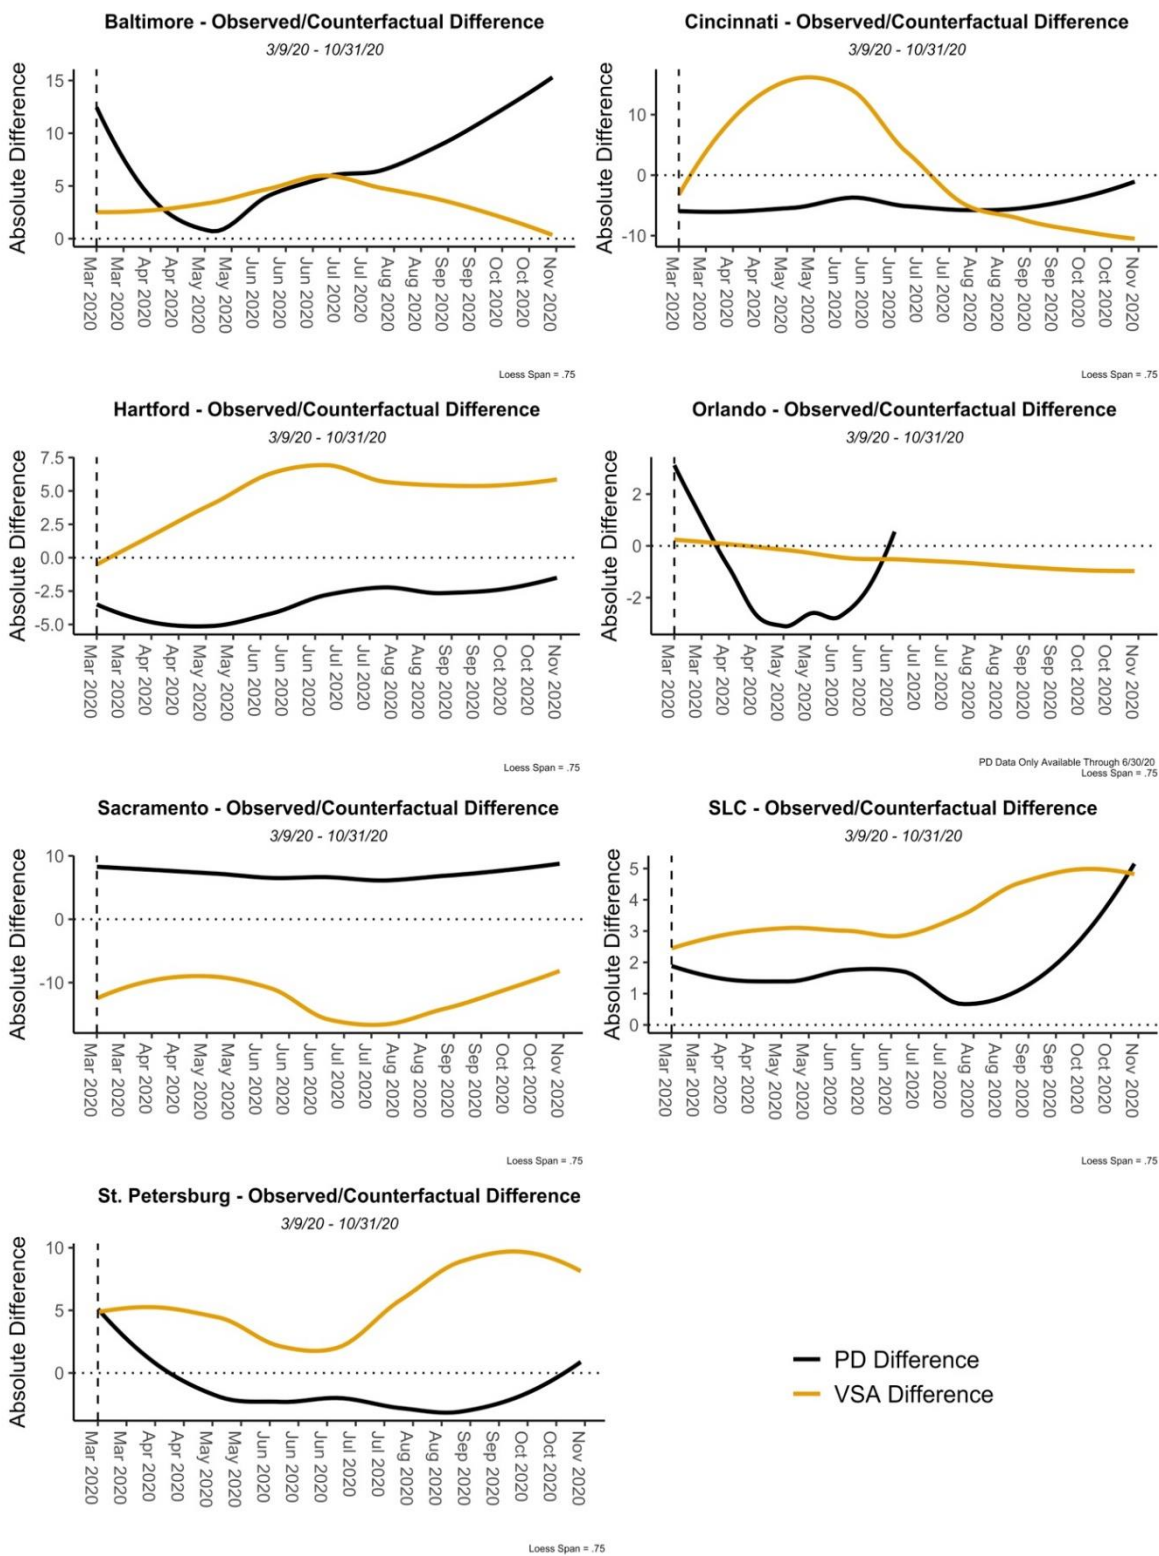 Baltimore - Observed/Counterfactual Difference
3/9/20 - 10/31/20
Absolute Difference
15
10
5
0
Mar 2020
Mar 2020
Apr 2020
Apr 2020
May 2020
May 2020
Jun 2020
Jun 2020
Jul 2020
Jul 2020
Aug 2020
Aug 2020
Sep 2020
Sep 2020
Oct 2020
Oct 2020
Nov 2020
Loess Span = .75
Cincinnati - Observed/Counterfactual Difference
3/9/20 - 10/31/20
Absolute Difference
10
0
-10
Mar 2020
Mar 2020
Apr 2020
Apr 2020
May 2020
May 2020
Jun 2020
Jun 2020
Jul 2020
Jul 2020
Aug 2020
Aug 2020
Sep 2020
Sep 2020
Oct 2020
Oct 2020
Nov 2020
Loess Span = .75
Hartford - Observed/Counterfactual Difference
3/9/20 - 10/31/20
Absolute Difference
7.5
5.0
2.5
0.0
-2.5
-5.0
Mar 2020
Mar 2020
Apr 2020
Apr 2020
May 2020
May 2020
Jun 2020
Jun 2020
Jul 2020
Jul 2020
Aug 2020
Aug 2020
Sep 2020
Sep 2020
Oct 2020
Oct 2020
Nov 2020
Loess Span = .75
Orlando - Observed/Counterfactual Difference
3/9/20 - 10/31/20
Absolute Difference
2
0
-2
Mar 2020
Mar 2020
Apr 2020
Apr 2020
May 2020
May 2020
Jun 2020
Jun 2020
Jun 2020
Jul 2020
Jul 2020
Aug 2020
Aug 2020
Sep 2020
Sep 2020
Oct 2020
Oct 2020
Nov 2020
PD Data Only Available Through 6/30/20
Loess Span = .75
Sacramento - Observed/Counterfactual Difference
3/9/20 - 10/31/20
Absolute Difference
10
0
-10
Mar 2020
Mar 2020
Apr 2020
Apr 2020
May 2020
May 2020
Jun 2020
Jun 2020
Jul 2020
Jul 2020
Jul 2020
Aug 2020
Aug 2020
Sep 2020
Sep 2020
Oct 2020
Oct 2020
Nov 2020
Loess Span = .75
SLC - Observed/Counterfactual Difference
3/9/20 - 10/31/20
Absolute Difference
5
4
3
2
1
0
Mar 2020
Mar 2020
Apr 2020
Apr 2020
May 2020
May 2020
Jun 2020
Jun 2020
Jul 2020
Jul 2020
Jul 2020
Aug 2020
Aug 2020
Sep 2020
Sep 2020
Oct 2020
Oct 2020
Nov 2020
Loess Span = .75
St. Petersburg - Observed/Counterfactual Difference
3/9/20 - 10/31/20
Absolute Difference
10
5
0
Mar 2020
Mar 2020
Apr 2020
Apr 2020
May 2020
May 2020
Jun 2020
Jun 2020
Jul 2020
Jul 2020
Aug 2020
Aug 2020
Sep 2020
Sep 2020
Oct 2020
Oct 2020
Nov 2020
Loess Span = .75
PD Difference
VSA Difference